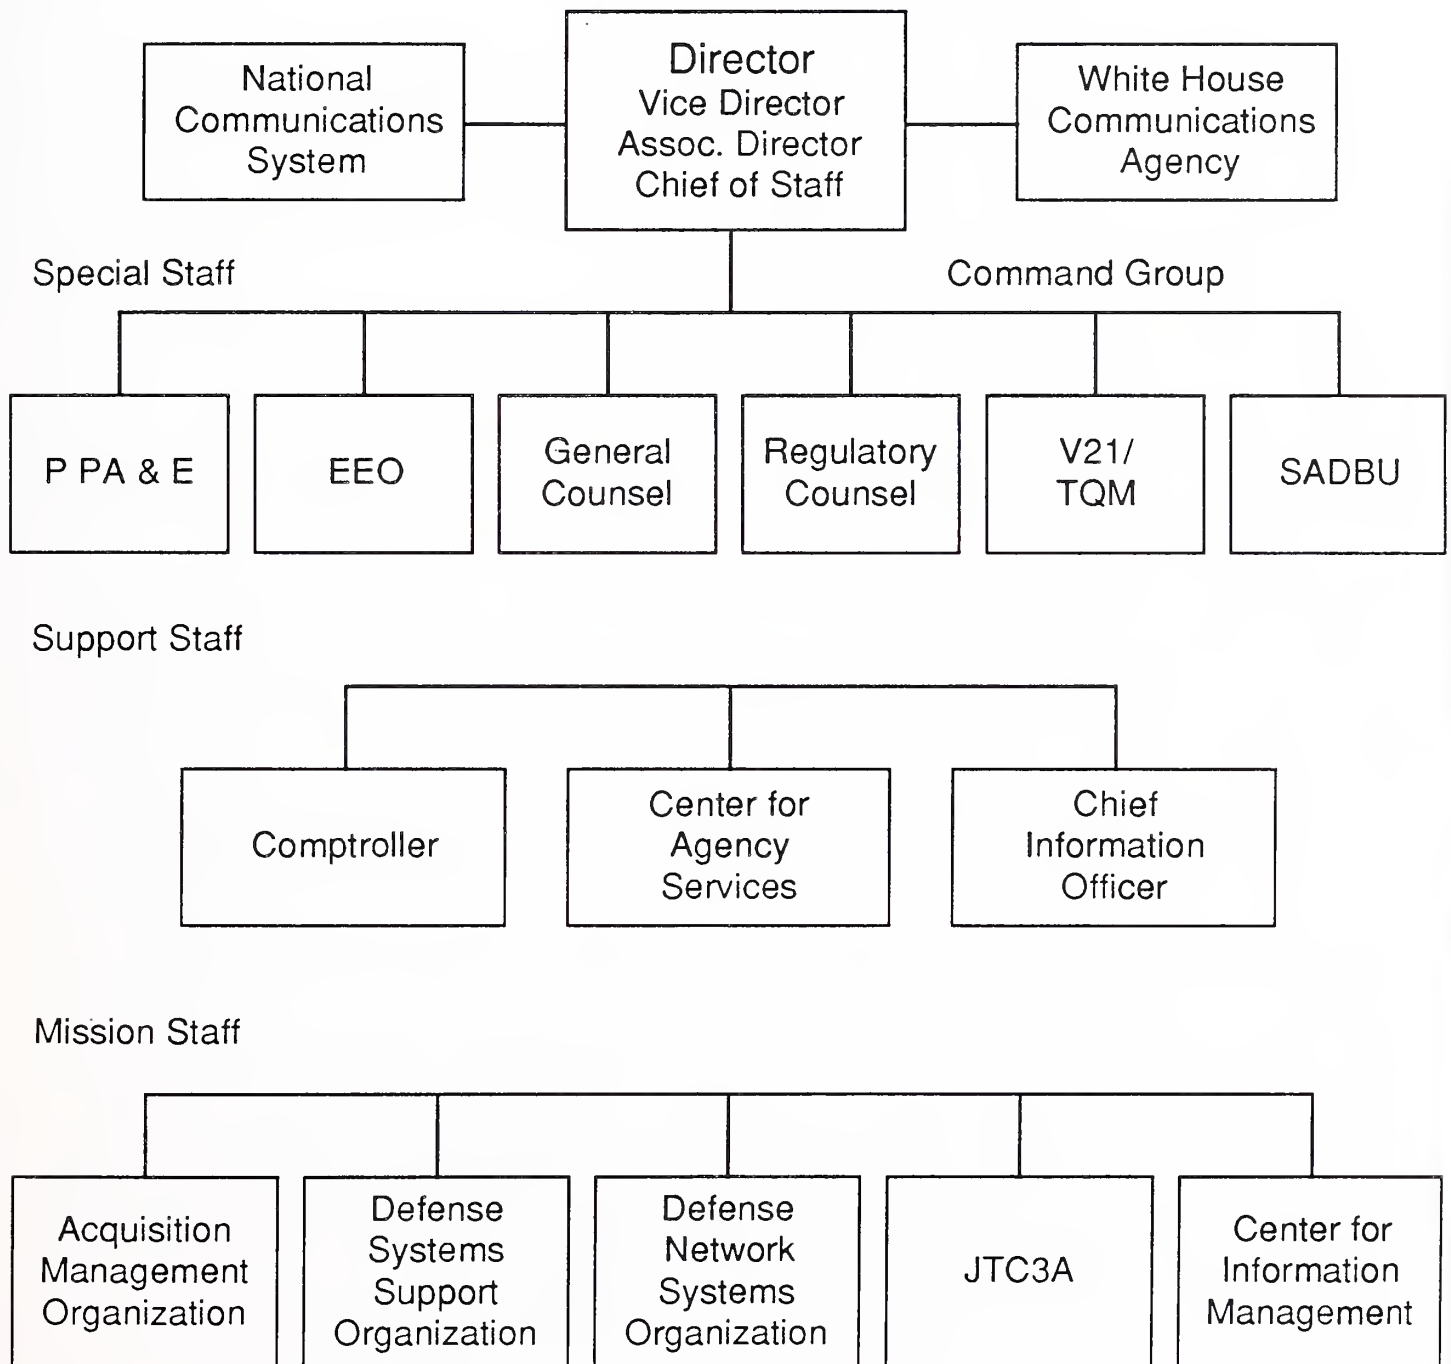 National
Communications
System
Director
Vice Director
Assoc. Director
Chief of Staff
White House
Communications
Agency
Special Staff
Command Group
P PA & E
EEO
General
Counsel
Regulatory
Counsel
V21/
TQM
SADBU
Support Staff
Comptroller
Center for
Agency
Services
Chief
Information
Officer
Mission Staff
Acquisition
Management
Organization
Defense
Systems
Support
Organization
Defense
Network
Systems
Organization
JTC3A
Center for
Information
Management